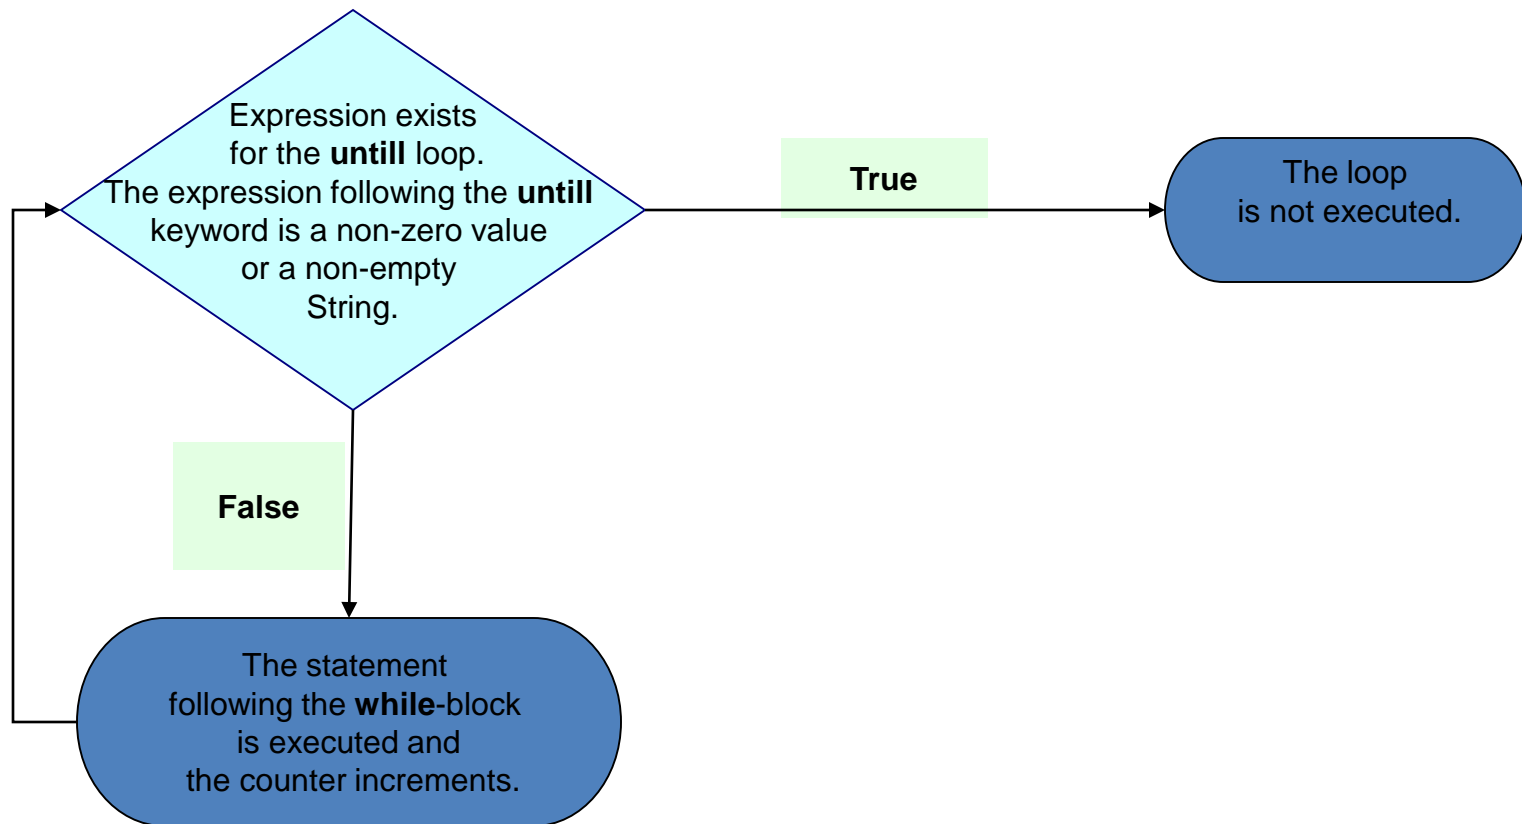 Expression exists
for the untill loop.
The expression following the untill
keyword is a non-zero value
or a non-empty
String.
True
The loop
is not executed.
False
The statement
following the while-block
is executed and
the counter increments.